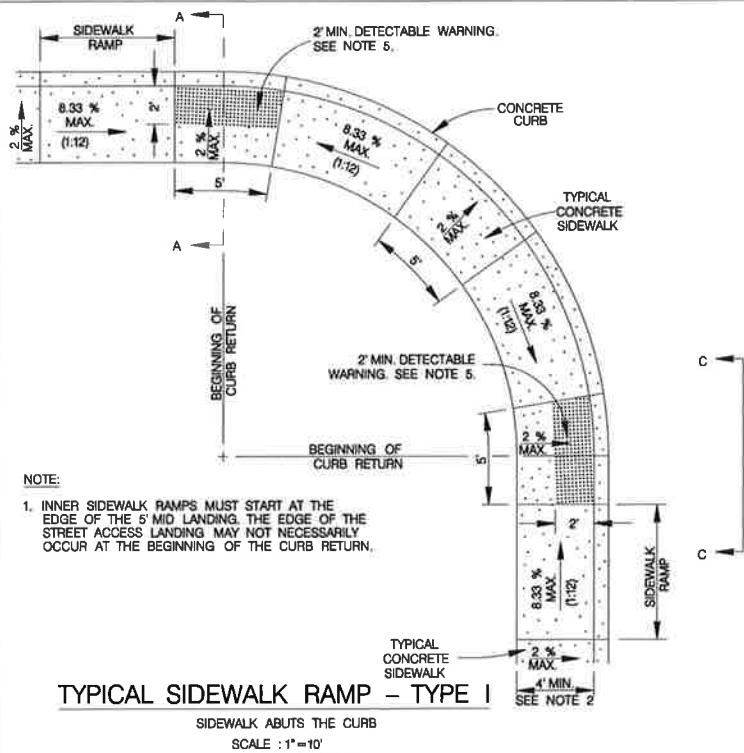 A
SIDEWALK
RAMP
2' MIN. DETECTABLE WARNING.
SEE NOTE 5.
2 %
MAX.
8.33 %
MAX.
(1:12)
2'
2 %
MAX.
5'
8.33 %
MAX.
(1:12)
CONCRETE
CURB
A
TYPICAL
CONCRETE
SIDEWALK
2 %
MAX.
5'
8.33 %
MAX.
(1:12)
BEGINNING OF
CURB RETURN
2' MIN. DETECTABLE
WARNING. SEE NOTE 5.
C
2 %
MAX.
5'
BEGINNING OF
CURB RETURN
NOTE:
1. INNER SIDEWALK RAMPS MUST START AT THE
EDGE OF THE 5' MID LANDING. THE EDGE OF THE
STREET ACCESS LANDING MAY NOT NECESSARILY
OCCUR AT THE BEGINNING OF THE CURB RETURN.
2'
C
8.33 %
MAX.
(1:12)
SIDEWALK
RAMP
TYPICAL
CONCRETE
SIDEWALK
2 %
MAX.
4' MIN.
SEE NOTE 2
TYPICAL SIDEWALK RAMP - TYPE I
SIDEWALK ABUTS THE CURB
SCALE : 1"=10'